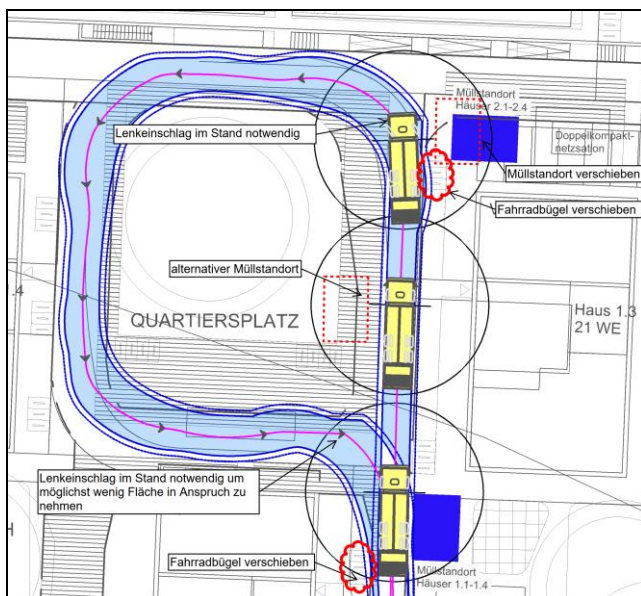 Müllstandort
Häuser 2.1-2.4
Lenkeinschlag im Stand notwendig
Doppelkompakt-
netzsation
Müllstandort verschieben
Fahrradbügel verschieben
alternativer Müllstandort
.4
QUARTIERSPLATZ
Haus 1.3
21 WE
Lenkeinschlag im Stand notwendig um
möglichst wenig Fläche in Anspruch zu
nehmen
H
Fahrradbügel verschieben
Müllstandort
Häuser 1.1-1.4